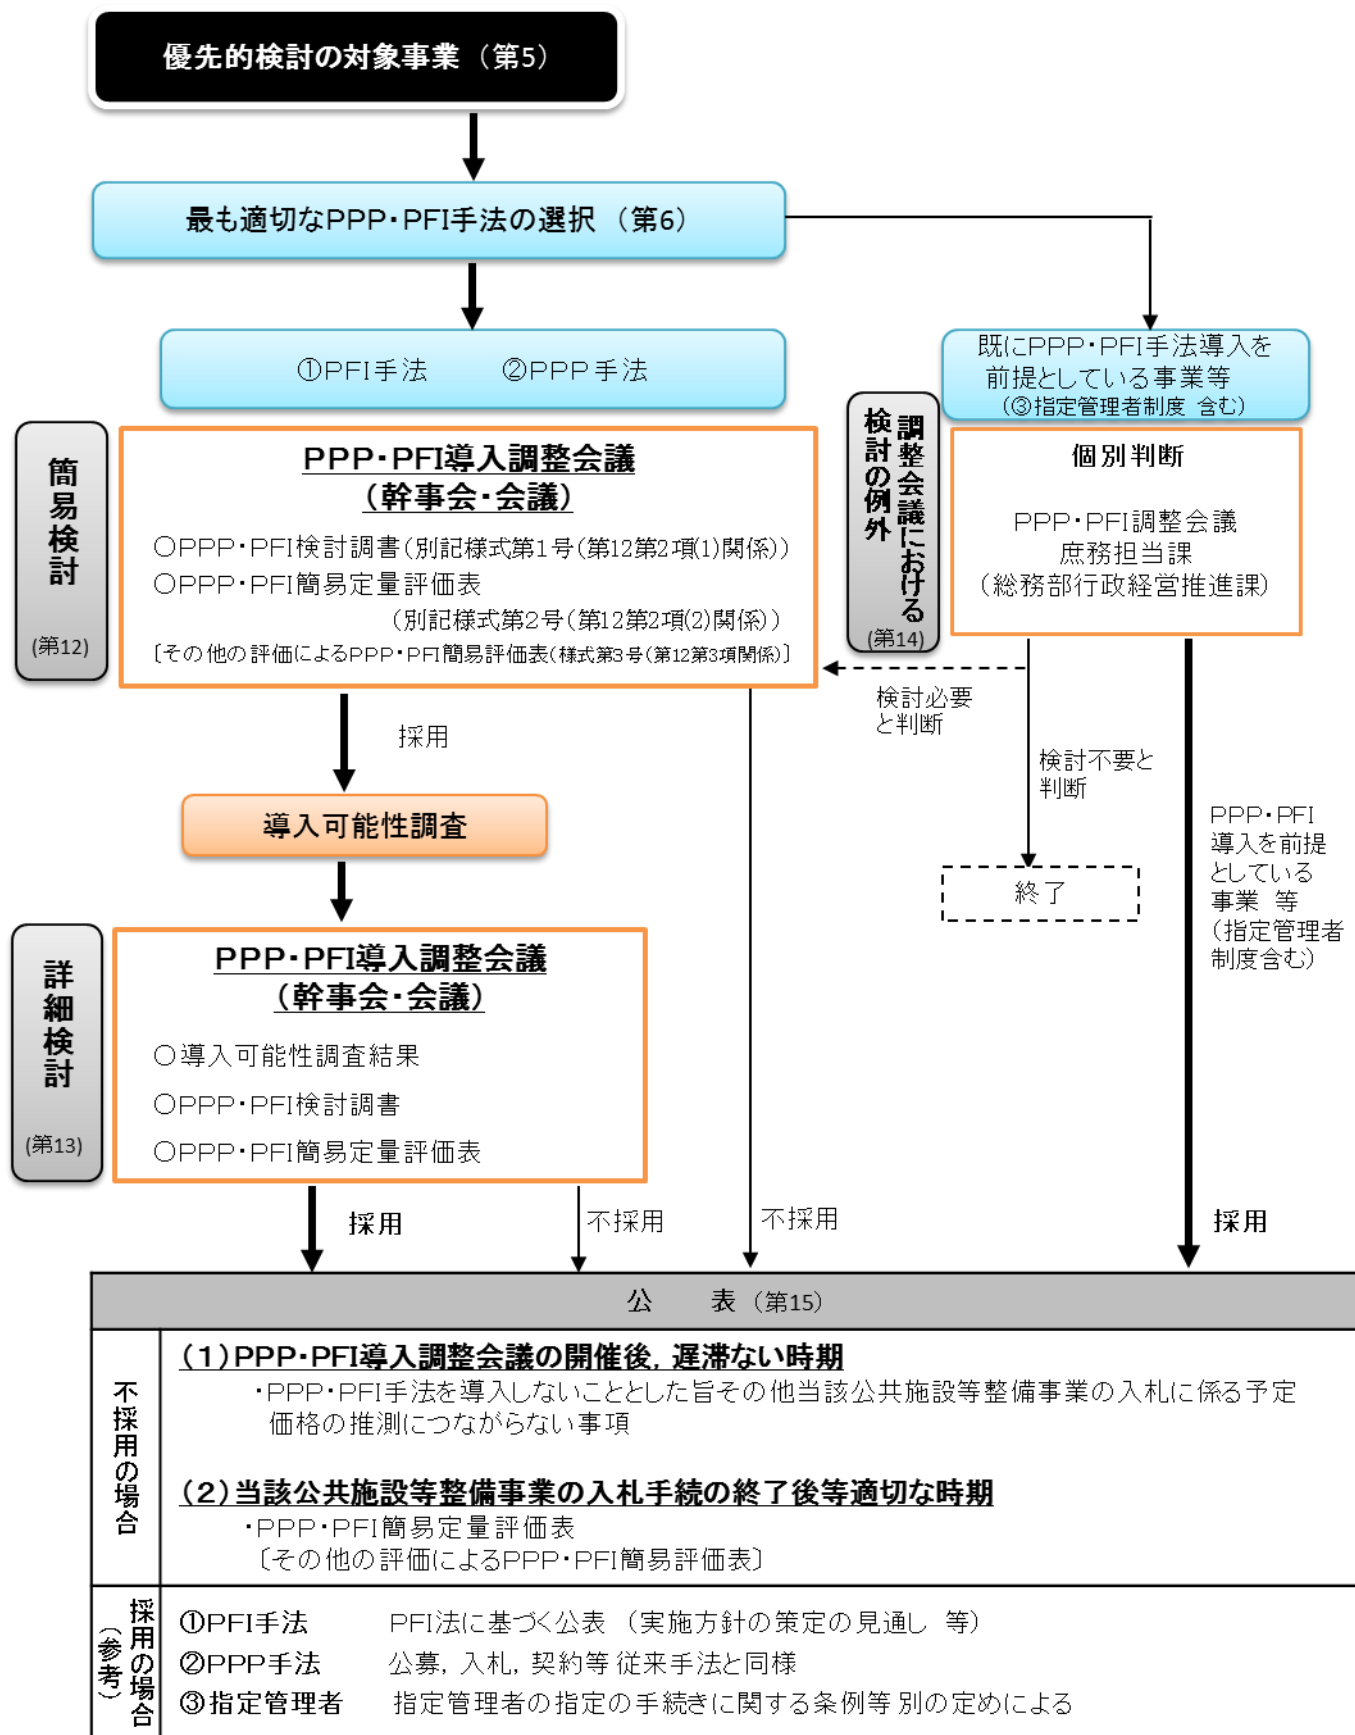 優先的検討の対象事業（第5）
最も適切なPPP・PFI手法の選択（第6）
①PFI手法　②PPP手法
既にPPP・PFI手法導入を
前提としている事業等
（③指定管理者制度 含む）
簡易検討
（第12）
PPP・PFI導入調整会議
（幹事会・会議）
○PPP・PFI検討調書（別記様式第1号（第12第2項(1)関係））
○PPP・PFI簡易定量評価表
（別記様式第2号（第12第2項(2)関係））
〔その他の評価によるPPP・PFI簡易評価表（様式第3号（第12第3項関係）〕
調整会議における
検討の例外
（第14）
個別判断
PPP・PFI調整会議
庶務担当課
（総務部行政経営推進課）
検討必要
と判断
採用
検討不要と
判断
導入可能性調査
終了
PPP・PFI
導入を前提
としている
事業 等
（指定管理者
制度含む）
詳細検討
（第13）
PPP・PFI導入調整会議
（幹事会・会議）
○導入可能性調査結果
○PPP・PFI検討調書
○PPP・PFI簡易定量評価表
採用
不採用
不採用
採用
公　表（第15）
不採用の場合
（１）PPP・PFI導入調整会議の開催後，遅滞ない時期
・PPP・PFI手法を導入しないこととした旨その他当該公共施設等整備事業の入札に係る予定
価格の推測につながらない事項
（２）当該公共施設等整備事業の入札手続の終了後等適切な時期
・PPP・PFI簡易定量評価表
〔その他の評価によるPPP・PFI簡易評価表〕
採用の場合
（参考）
①PFI手法　PFI法に基づく公表（実施方針の策定の見通し 等）
②PPP手法　公募，入札，契約等従来手法と同様
③指定管理者　指定管理者の指定の手続きに関する条例等別の定めによる